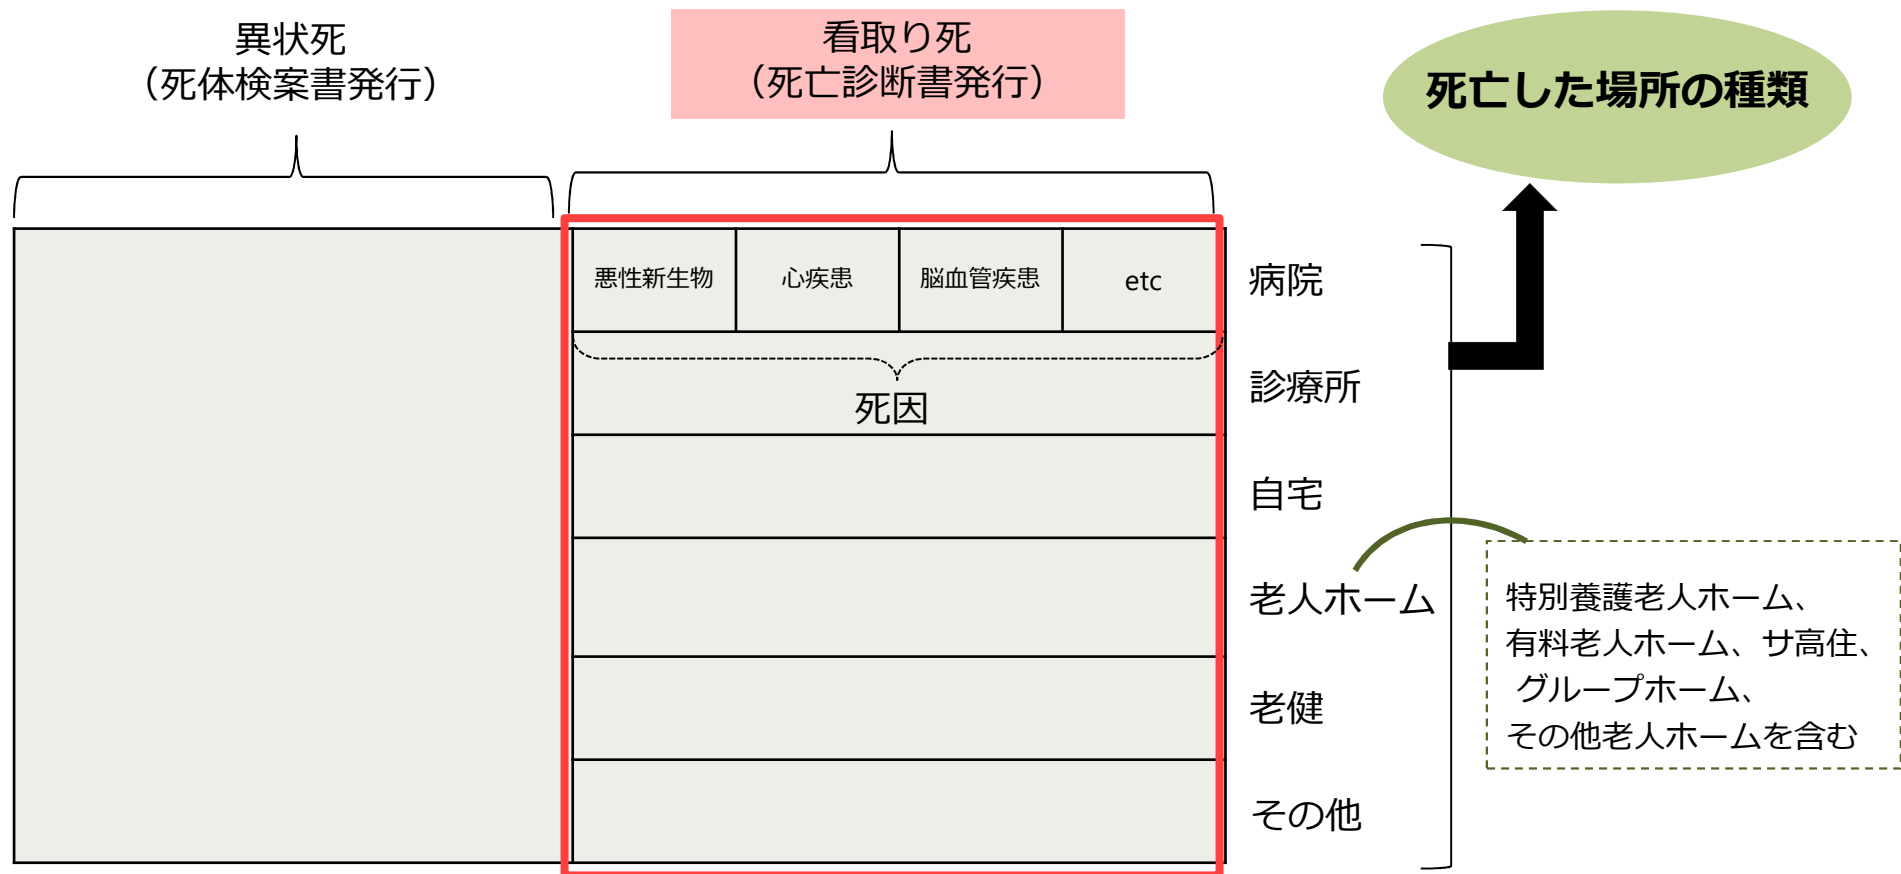 異状死
（死体検案書発行）
看取り死
（死亡診断書発行）
死亡した場所の種類
悪性新生物
心疾患
脳血管疾患
etc
死因
病院
診療所
自宅
老人ホーム
老健
その他
特別養護老人ホーム、
有料老人ホーム、サ高住、
グループホーム、
その他老人ホームを含む